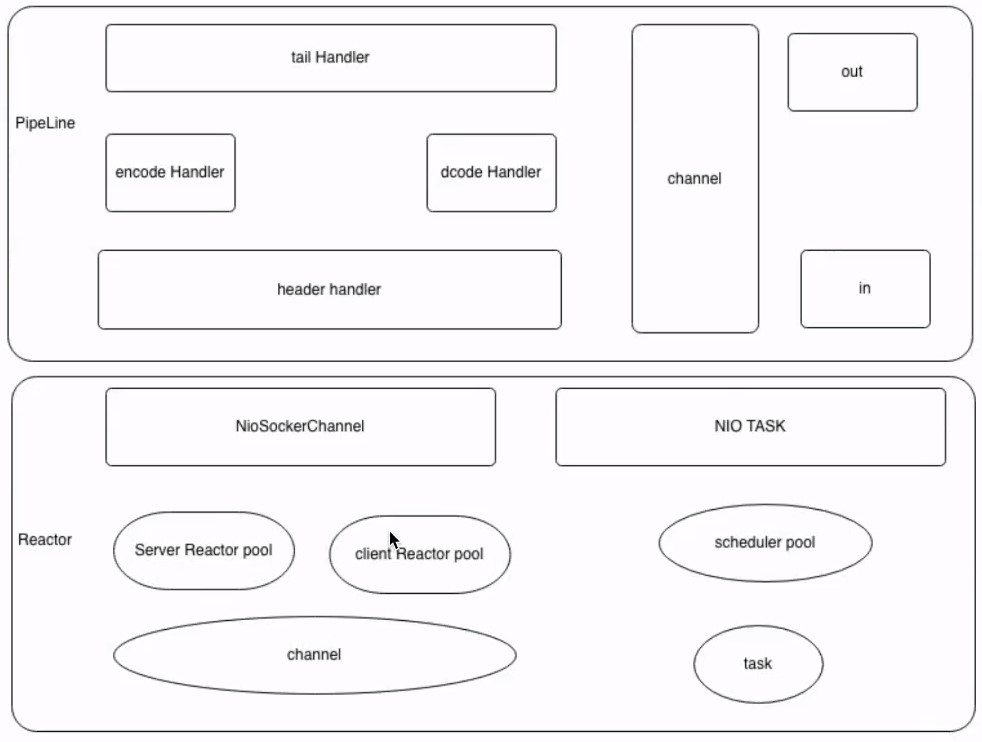 tail Handler
out
PipeLine
encode Handler
dcode Handler
channel
header handler
in
NioSockerChannel
NIO TASK
Reactor
Server Reactor pool
client Reactor pool
scheduler pool
channel
task